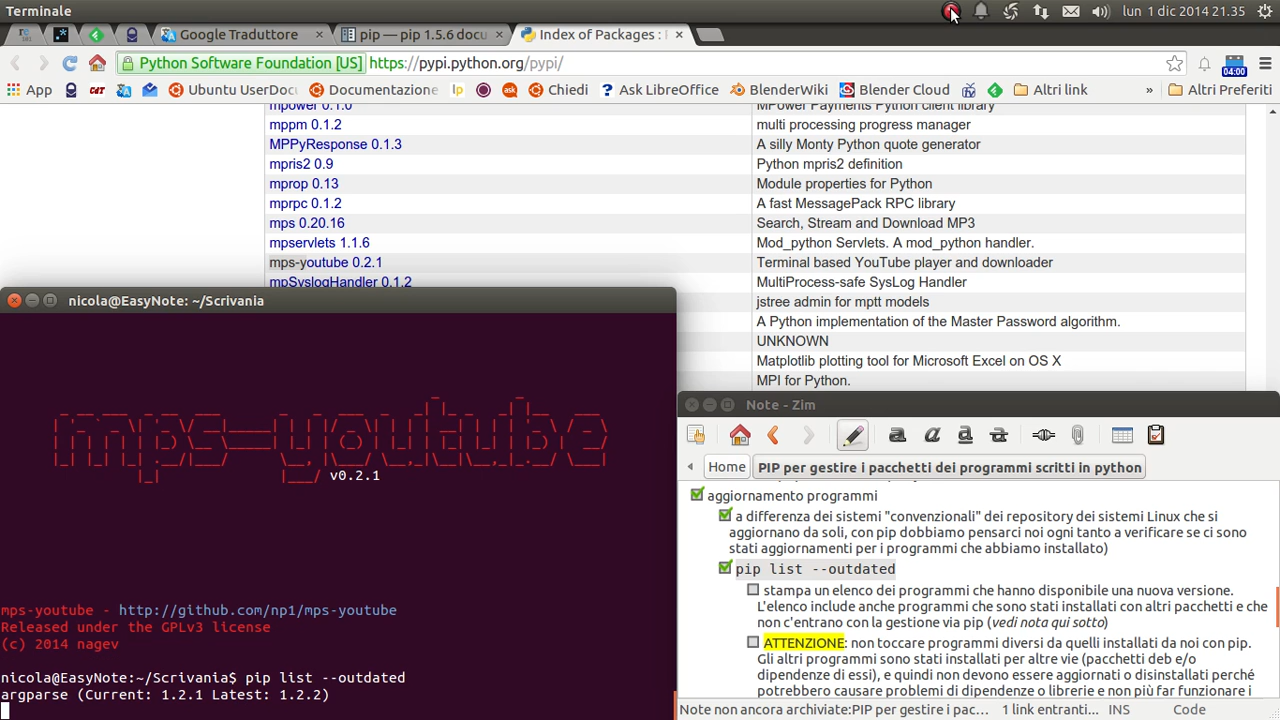 Terminale
lun 1 dic 2014 21.35
Google Traduttore
pip — pip 1.5.6 docu
Index of Packages :
Python Software Foundation [US]
https://pypi.python.org/pypi/
04:00
App
Ubuntu UserDoc
Documentazione
lp
ask
Chiedi
? Ask LibreOffice
BlenderWiki
Blender Cloud
Altri link
»
Altri Preferiti
mpower 0.1.0 MPower Payments Python client library
mppm 0.1.2 multi processing progress manager
MPPyResponse 0.1.3 A silly Monty Python quote generator
mpris2 0.9 Python mpris2 definition
mprop 0.13 Module properties for Python
mprpc 0.1.2 A fast MessagePack RPC library
mps 0.20.16 Search, Stream and Download MP3
mpservlets 1.1.6 Mod_python Servlets. A mod_python handler.
mps-youtube 0.2.1 Terminal based YouTube player and downloader
mpSyslogHandler 0.1.2 MultiProcess-safe SysLog Handler
jstree admin for mptt models
A Python implementation of the Master Password algorithm.
UNKNOWN
Matplotlib plotting tool for Microsoft Excel on OS X
MPI for Python.
nicola@EasyNote: ~/Scrivania
mps-youtube
v0.2.1
mps-youtube - http://github.com/np1/mps-youtube
Released under the GPLv3 license
(c) 2014 nagev
nicola@EasyNote:~/Scrivania$ pip list --outdated
argparse (Current: 1.2.1 Latest: 1.2.2)
Note - Zim
Home
PIP per gestire i pacchetti dei programmi scritti in python
aggiornamento programmi
a differenza dei sistemi "convenzionali" dei repository dei sistemi Linux che si
aggiornano da soli, con pip dobbiamo pensarci noi ogni tanto a verificare se ci sono
stati aggiornamenti per i programmi che abbiamo installato)
pip list --outdated
stampa un elenco dei programmi che hanno disponibile una nuova versione.
L'elenco include anche programmi che sono stati installati con altri pacchetti e che
non c'entrano con la gestione via pip (vedi nota qui sotto)
ATTENZIONE: non toccare programmi diversi da quelli installati da noi con pip.
Gli altri programmi sono stati installati per altre vie (pacchetti deb e/o
dipendenze di essi), e quindi non devono essere aggiornati o disinstallati perché
potrebbero causare problemi di dipendenze o librerie e non più far funzionare i
Note non ancora archiviate:PIP per gestire i pac...
1 link entranti...
INS
Code